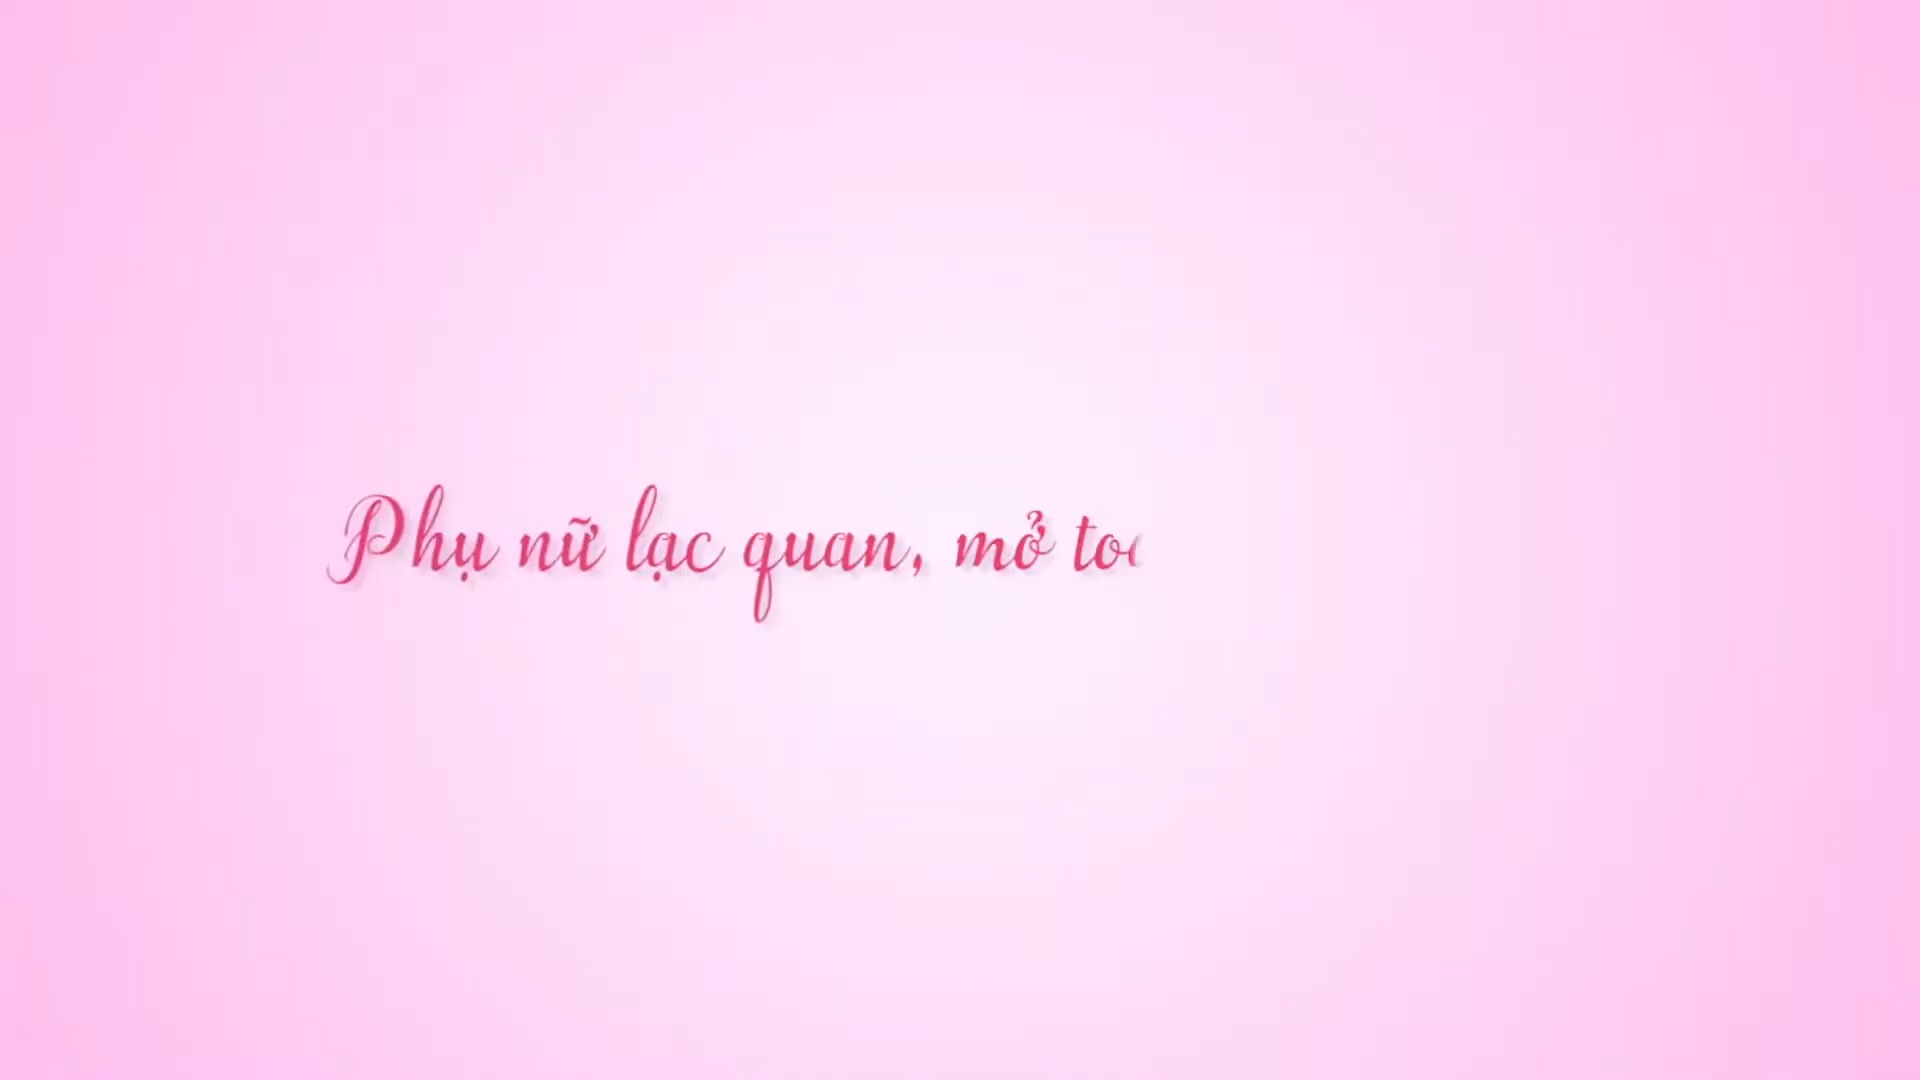 Phụ nữ lạc quan, mở